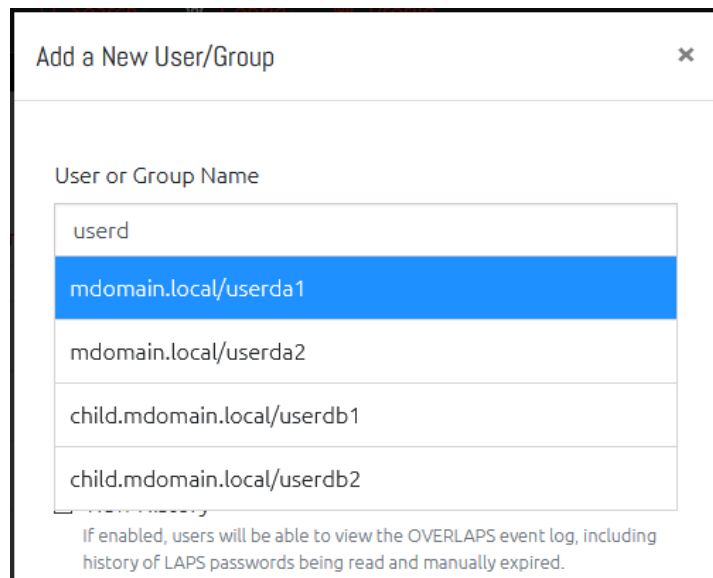 Add a New User/Group
×
User or Group Name
userd
mdomain.local/userda1
mdomain.local/userda2
child.mdomain.local/userdb1
child.mdomain.local/userdb2
If enabled, users will be able to view the OVERLAPS event log, including
history of LAPS passwords being read and manually expired.